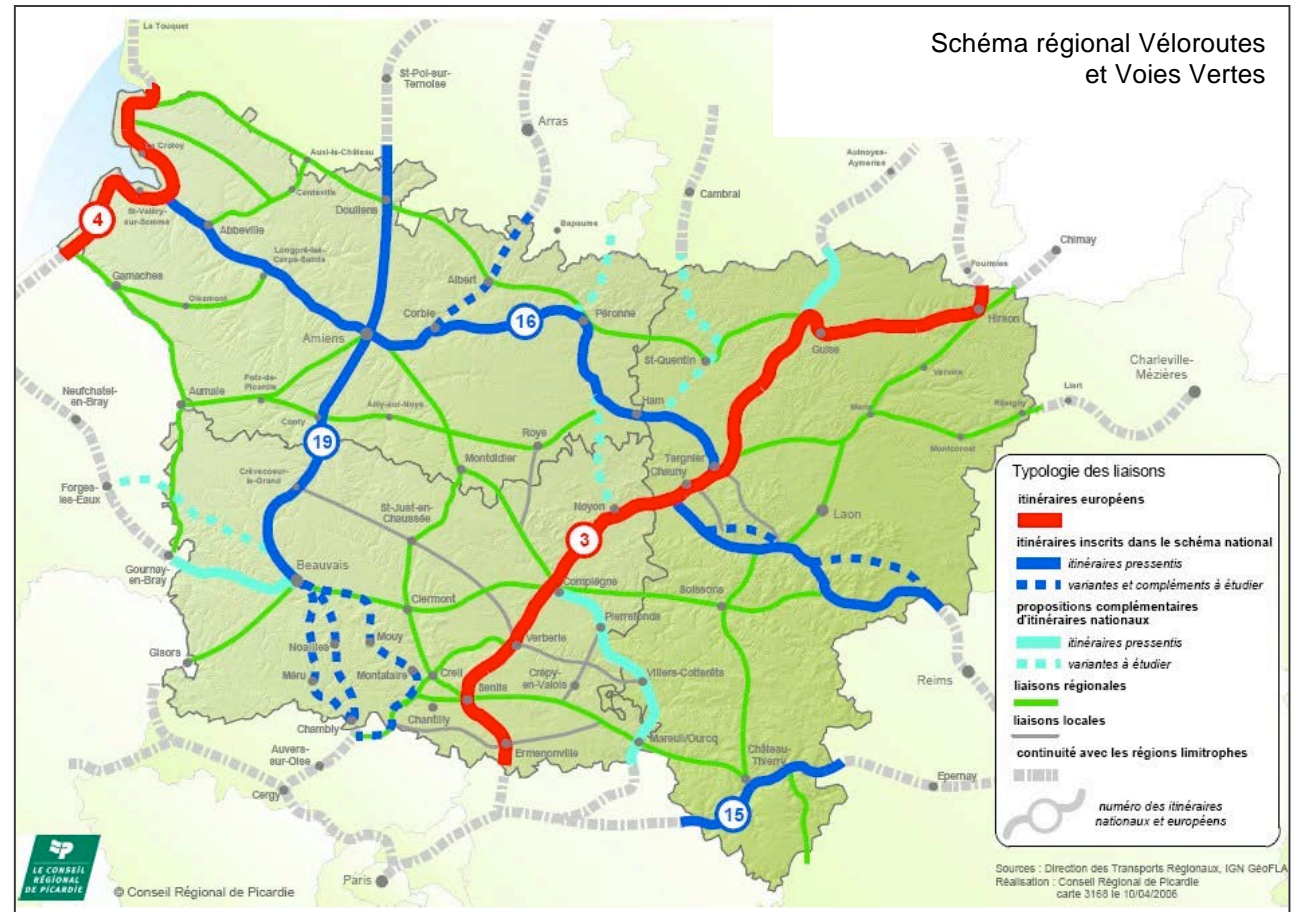 Schéma régional Véloroutes
et Voies Vertes
Le Touquet
St-Pol-sur-
Ternoise
Arras
Aulnoyes-
Aymeries
Cambrai
Le Crotoy
Auxi-le-Château
Conteville
Doullens
Bapaume
Chimay
Fourmies
St-Valéry-
sur-Somme
4
Abbeville
Longpré-les-
Corps-Saints
Gamaches
Oisemont
Albert
Corbie
16
Péronne
Hirson
Amiens
Guise
St-Quentin
Vervins
Charleville-
Mézières
Liart
Neufchatel-
en-Bray
Aumale
Poix-de-
Picardie
Conty
Ailly-sur-Noye
Ham
Marle
Rozoy
Montcornet
Roye
19
Montdidier
Tergnier
Chauny
Crèvecoeur-
le-Grand
Forges-
les-Eaux
St-Just-en-
Chaussée
Noyon
Laon
3
Gournay-
en-Bray
Beauvais
Compiègne
Clermont
Soissons
Pierrefonds
Noailles
Mouy
Verberie
Gisors
Méru
Montataire
Creil
Crépy-
en-Valois
Villers-Cotterêts
Reims
Senlis
Chantilly
Chambly
Mareuil/Ourcq
Ermenonville
Auvers-
sur-Oise
Château-
Thierry
Epernay
Cergy
15
Paris
Typologie des liaisons
itinéraires européens
itinéraires inscrits dans le schéma national
itinéraires pressentis
variantes et compléments à étudier
propositions complémentaires
d'itinéraires nationaux
itinéraires pressentis
variantes à étudier
liaisons régionales
liaisons locales
continuité avec les régions limitrophes
numéro des itinéraires
nationaux et européens
LE CONSEIL
RÉGIONAL
DE PICARDIE
© Conseil Régional de Picardie
Sources : Direction des Transports Régionaux, IGN GéoFLA
Réalisation : Conseil Régional de Picardie
carte 3168 le 10/04/2006